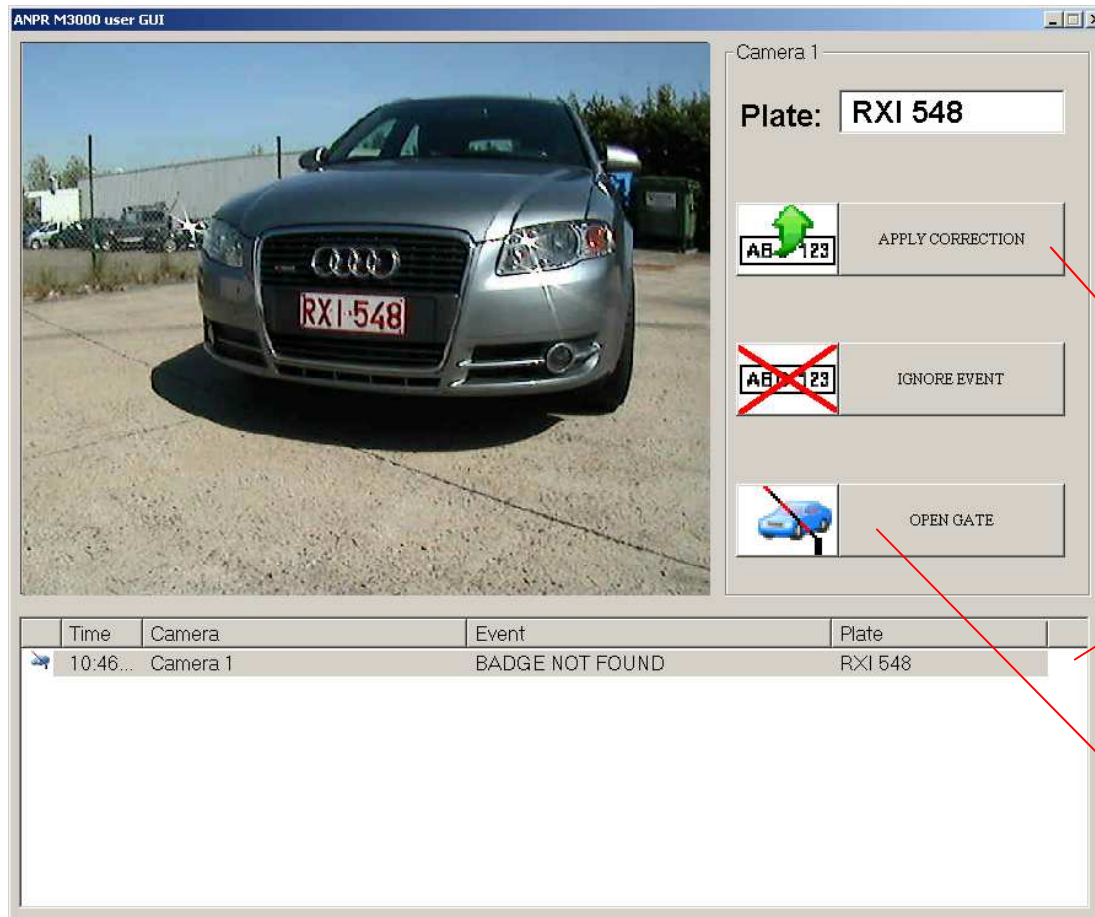 ANPR M3000 user GUI
Camera 1
Plate: RXI 548
RXI-548
AB 123
APPLY CORRECTION
AB 123
IGNORE EVENT
OPEN GATE
Time Camera Event Plate
10:46... Camera 1 BADGE NOT FOUND RXI 548